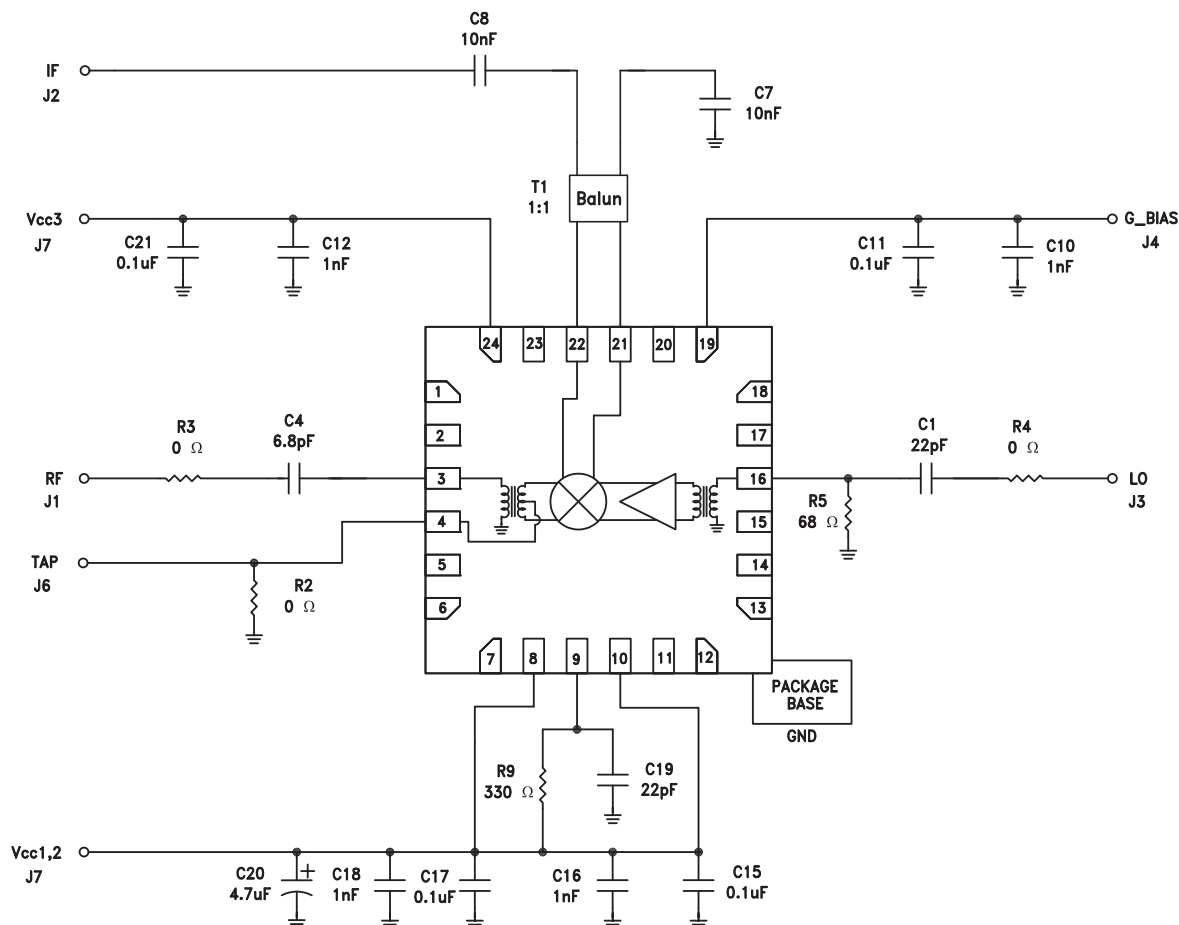 C8
10nF
IF
J2
C7
10nF
T1
1:1
Balun
Vcc3
J7
C21
0.1uF
C12
1nF
C11
0.1uF
C10
1nF
G_BIAS
J4
24
23
22
21
20
19
1
2
3
4
5
6
18
17
16
15
14
13
7
8
9
10
11
12
R3
0 Ω
C4
6.8pF
RF
J1
TAP
J6
R2
0 Ω
C1
22pF
R4
0 Ω
R5
68 Ω
LO
J3
PACKAGE
BASE
GND
R9
330 Ω
C19
22pF
Vcc1,2
J7
C20
4.7uF
+
C18
1nF
C17
0.1uF
C16
1nF
C15
0.1uF